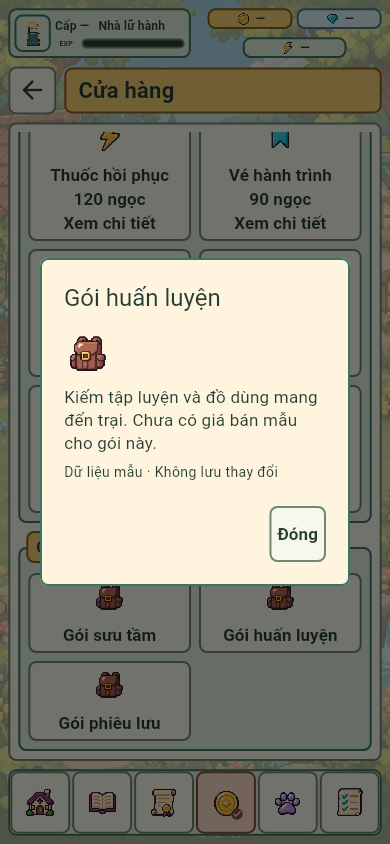 Cấp — Nhà lữ hành
EXP
—
—
—
Cửa hàng
Thuốc hồi phục
120 ngọc
Xem chi tiết
Vé hành trình
90 ngọc
Xem chi tiết
Gói huấn luyện
Kiếm tập luyện và đồ dùng mang
đến trại. Chưa có giá bán mẫu
cho gói này.
Dữ liệu mẫu · Không lưu thay đổi
Đóng
Gói sưu tầm
Gói huấn luyện
Gói phiêu lưu